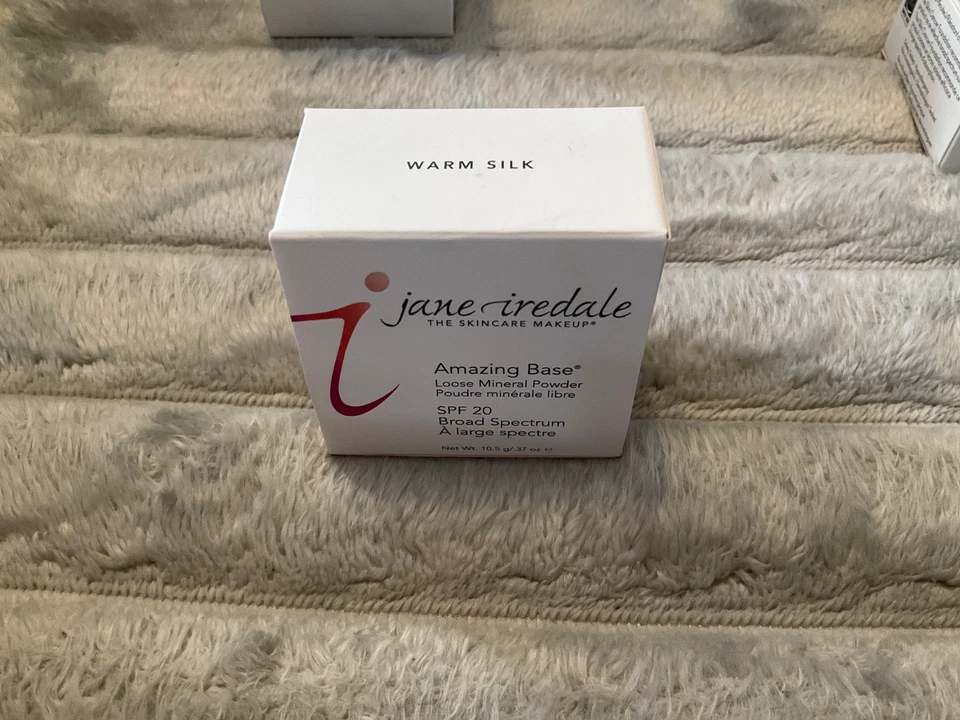 WARM SILK
jane iredale
THE SKINCARE MAKEUP®
Amazing Base®
Loose Mineral Powder
Poudre minérale libre
SPF 20
Broad Spectrum
À large spectre
Net Wt. 10.5 g/.37 oz ℮